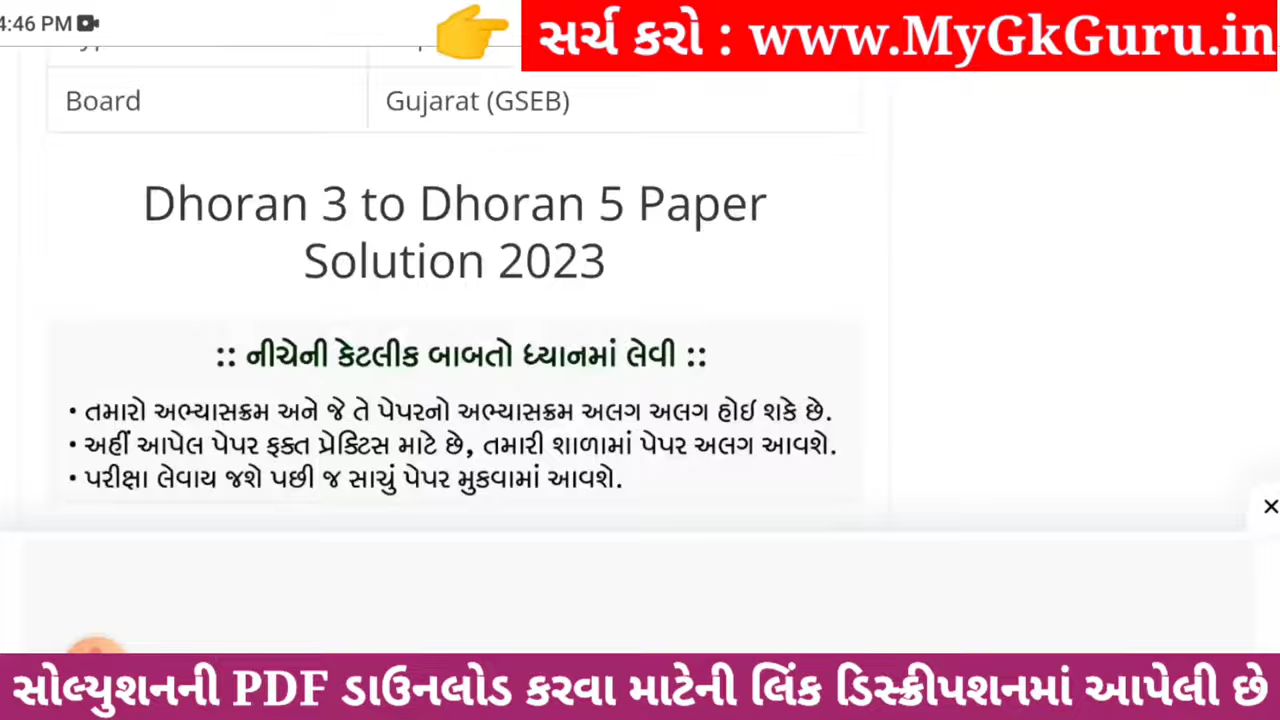 4:46 PM
સર્ચ કરો : www.MyGkGuru.in
Board Gujarat (GSEB)
Dhoran 3 to Dhoran 5 Paper
Solution 2023
:: નીચેની કેટલીક બાબતો ધ્યાનમાં લેવી ::
• તમારો અભ્યાસક્રમ અને જે તે પેપરનો અભ્યાસક્રમ અલગ અલગ હોઈ શકે છે.
• અહીં આપેલ પેપર ફક્ત પ્રેક્ટિસ માટે છે, તમારી શાળામાં પેપર અલગ આવશે.
• પરીક્ષા લેવાય જશે પછી જ સાચું પેપર મુકવામાં આવશે.
સોલ્યુશનની PDF ડાઉનલોડ કરવા માટેની લિંક ડિસ્ક્રીપશનમાં આપેલી છે